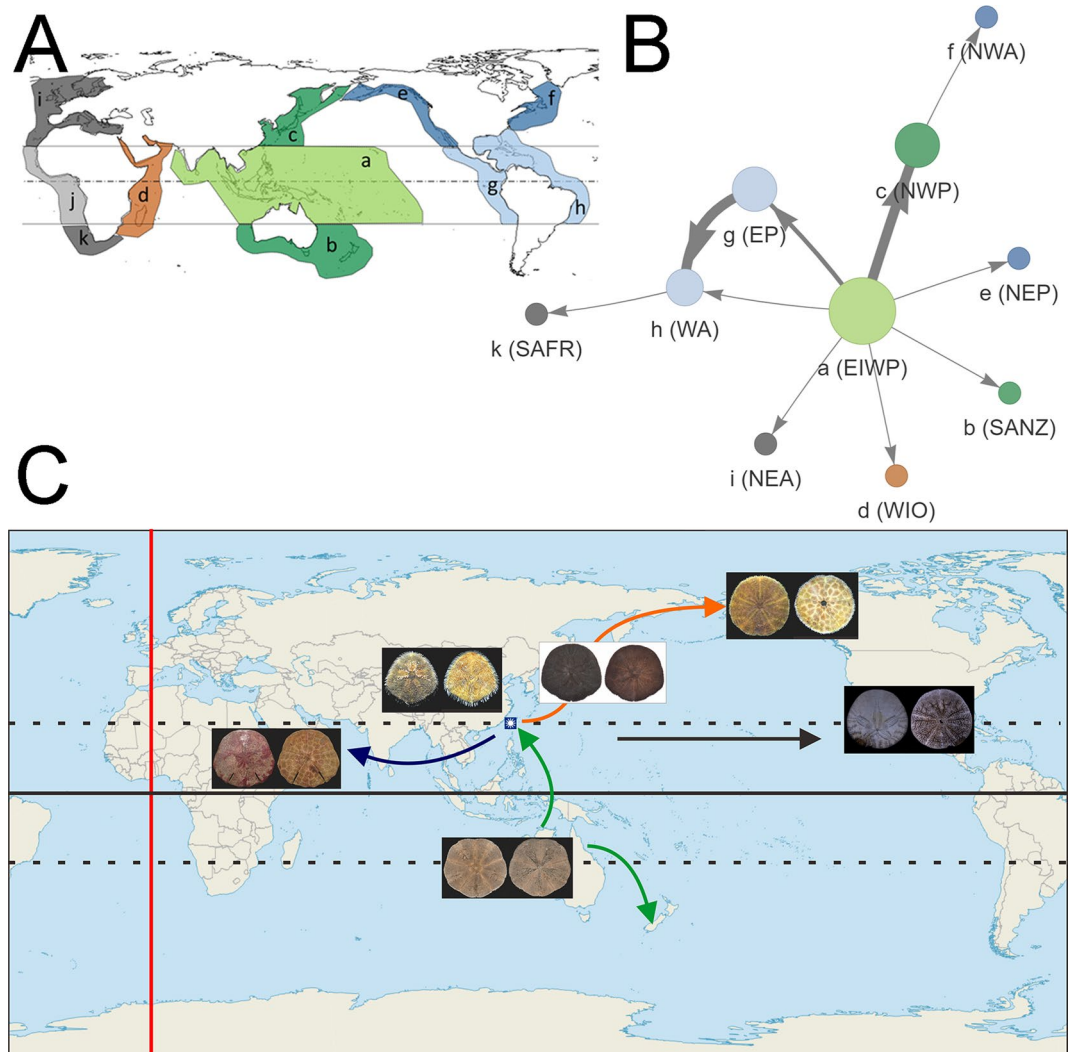 A
i
e
f
c
a
d
j
g
h
k
b
B
f (NWA)
c (NWP)
g (EP)
e (NEP)
h (WA)
k (SAFR)
a (EIWP)
b (SANZ)
i (NEA)
d (WIO)
C